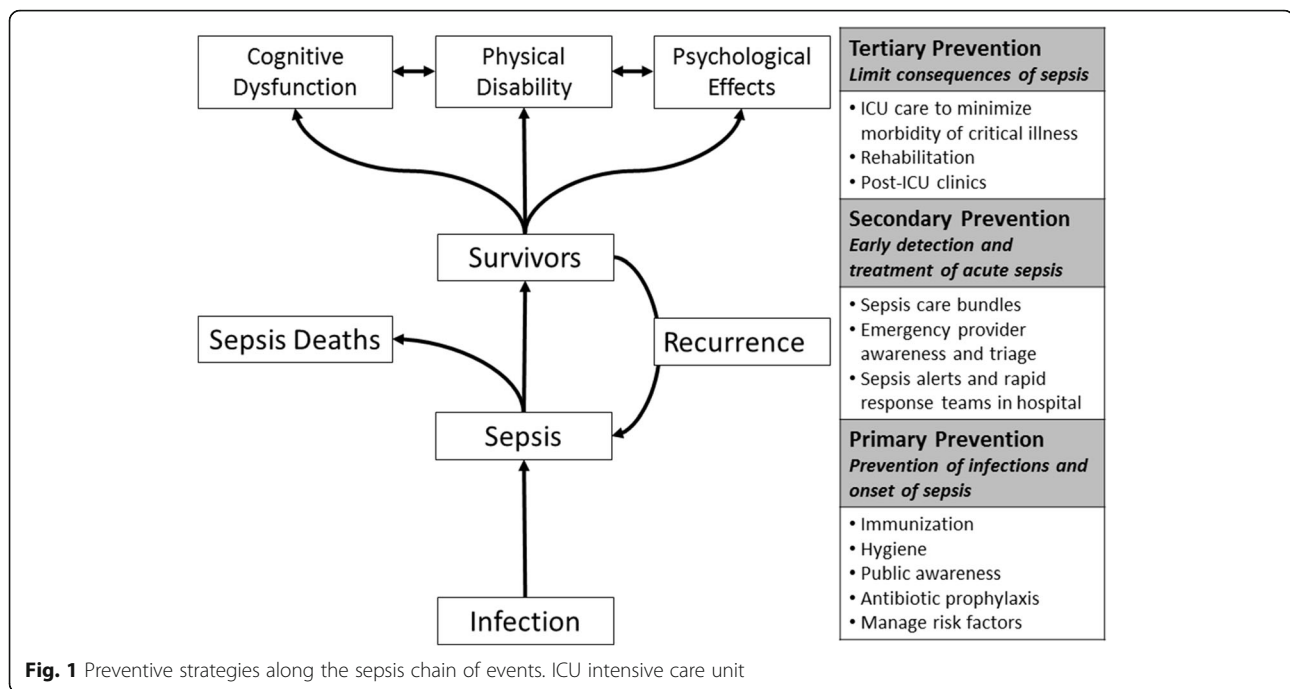 Cognitive
Dysfunction
Physical
Disability
Psychological
Effects
Survivors
Sepsis Deaths
Recurrence
Sepsis
Infection
Tertiary Prevention
Limit consequences of sepsis
• ICU care to minimize
morbidity of critical illness
• Rehabilitation
• Post-ICU clinics
Secondary Prevention
Early detection and
treatment of acute sepsis
• Sepsis care bundles
• Emergency provider
awareness and triage
• Sepsis alerts and rapid
response teams in hospital
Primary Prevention
Prevention of infections and
onset of sepsis
• Immunization
• Hygiene
• Public awareness
• Antibiotic prophylaxis
• Manage risk factors
Fig. 1 Preventive strategies along the sepsis chain of events. ICU intensive care unit